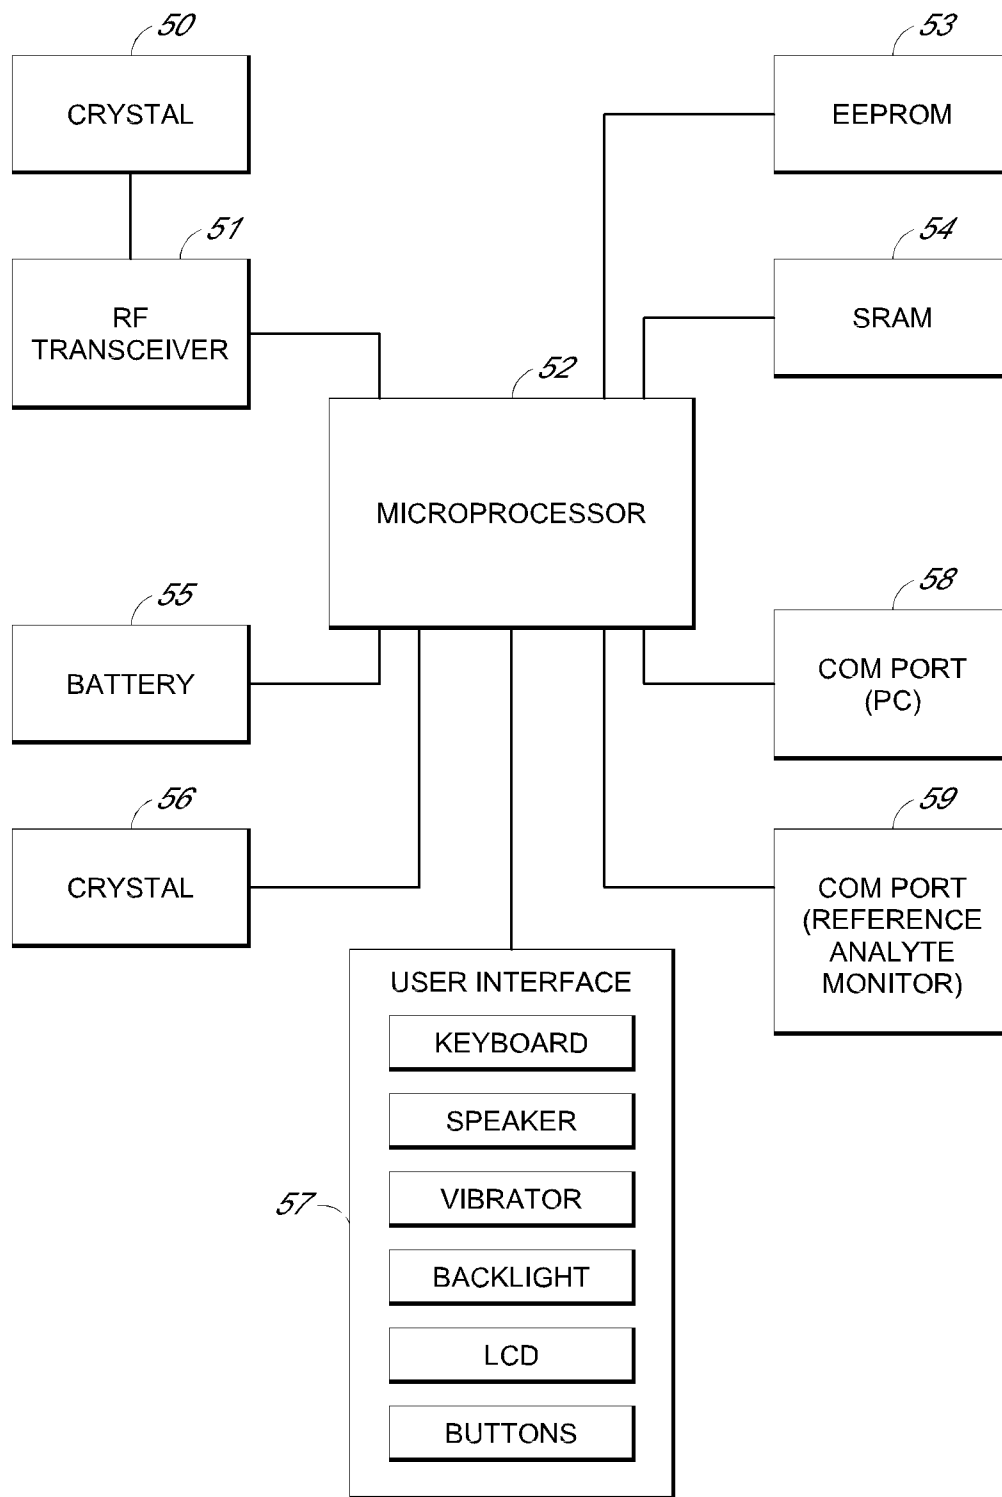 50
CRYSTAL
53
EEPROM
51
RF
TRANSCEIVER
54
SRAM
52
MICROPROCESSOR
55
BATTERY
58
COM PORT
(PC)
56
CRYSTAL
59
COM PORT
(REFERENCE
ANALYTE
MONITOR)
57
USER INTERFACE
KEYBOARD
SPEAKER
VIBRATOR
BACKLIGHT
LCD
BUTTONS